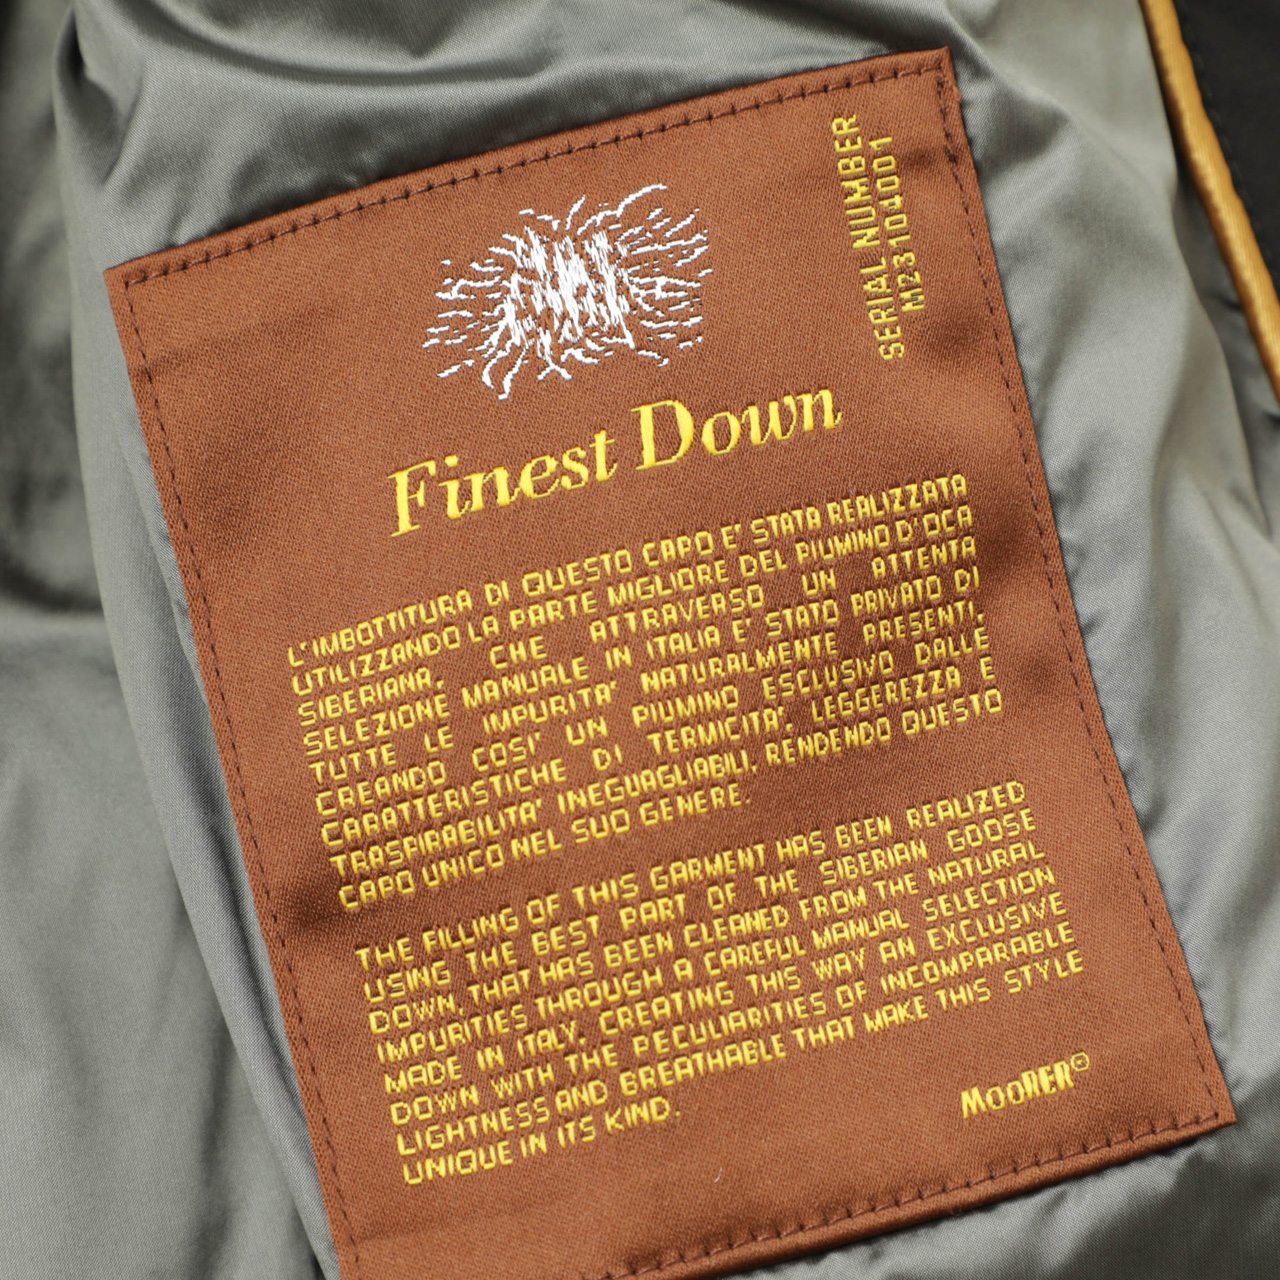 SERIAL NUMBER
M23104001
Finest Down
L'IMBOTTITURA DI QUESTO CAPO E' STATA REALIZZATA
UTILIZZANDO LA PARTE MIGLIORE DEL PIUMINO D'OCA
SIBERIANA, CHE ATTRAVERSO UN ATTENTA
SELEZIONE MANUALE IN ITALIA E' STATO PRIVATO DI
TUTTE LE IMPURITA' NATURALMENTE PRESENTI,
CREANDO COSI' UN PIUMINO ESCLUSIVO DALLE
CARATTERISTICHE DI TERMICITA', LEGGEREZZA E
TRASPIRABILITA' INEGUAGLIABILI, RENDENDO QUESTO
CAPO UNICO NEL SUO GENERE.
THE FILLING OF THIS GARMENT HAS BEEN REALIZED
USING THE BEST PART OF THE SIBERIAN GOOSE
DOWN, THAT HAS BEEN CLEANED FROM THE NATURAL
IMPURITIES THROUGH A CAREFUL MANUAL SELECTION
MADE IN ITALY, CREATING THIS WAY AN EXCLUSIVE
DOWN WITH THE PECULIARITIES OF INCOMPARABLE
LIGHTNESS AND BREATHABLE THAT MAKE THIS STYLE
UNIQUE IN ITS KIND.
MOORER®